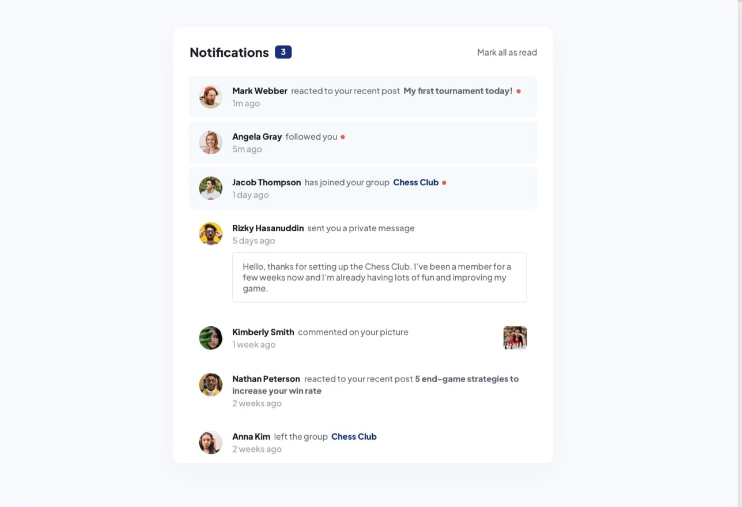 Notifications 3 Mark all as read
Mark Webber reacted to your recent post My first tournament today!
1m ago
Angela Gray followed you
5m ago
Jacob Thompson has joined your group Chess Club
1 day ago
Rizky Hasanuddin sent you a private message
5 days ago
Hello, thanks for setting up the Chess Club. I've been a member for a
few weeks now and I'm already having lots of fun and improving my
game.
Kimberly Smith commented on your picture
1 week ago
Nathan Peterson reacted to your recent post 5 end-game strategies to
increase your win rate
2 weeks ago
Anna Kim left the group Chess Club
2 weeks ago